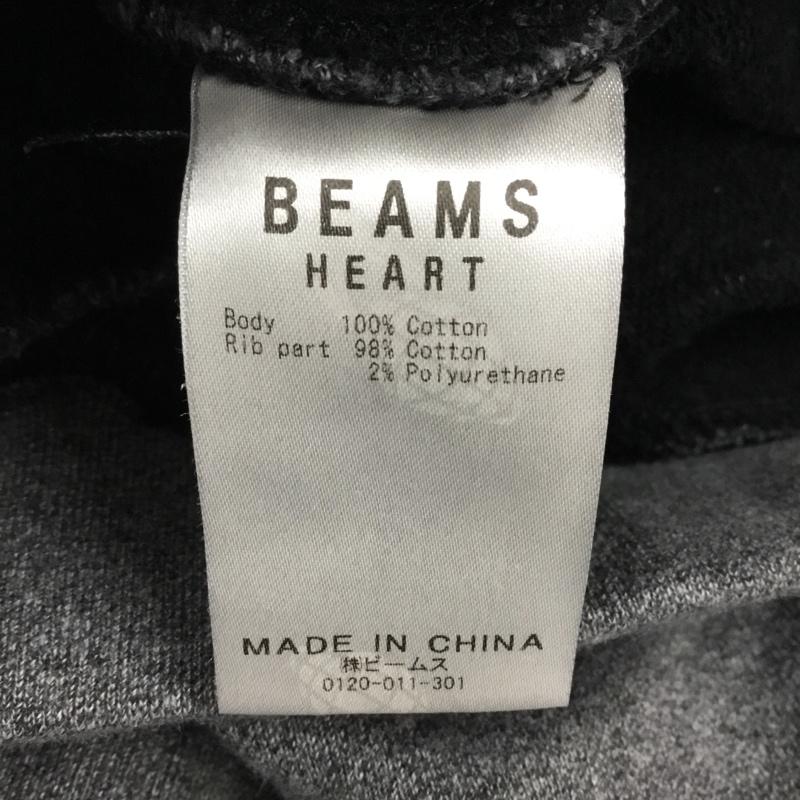 BEAMS
HEART
Body 100% Cotton
Rib part 98% Cotton
2% Polyurethane
MADE IN CHINA
㈱ビームス
0120-011-301